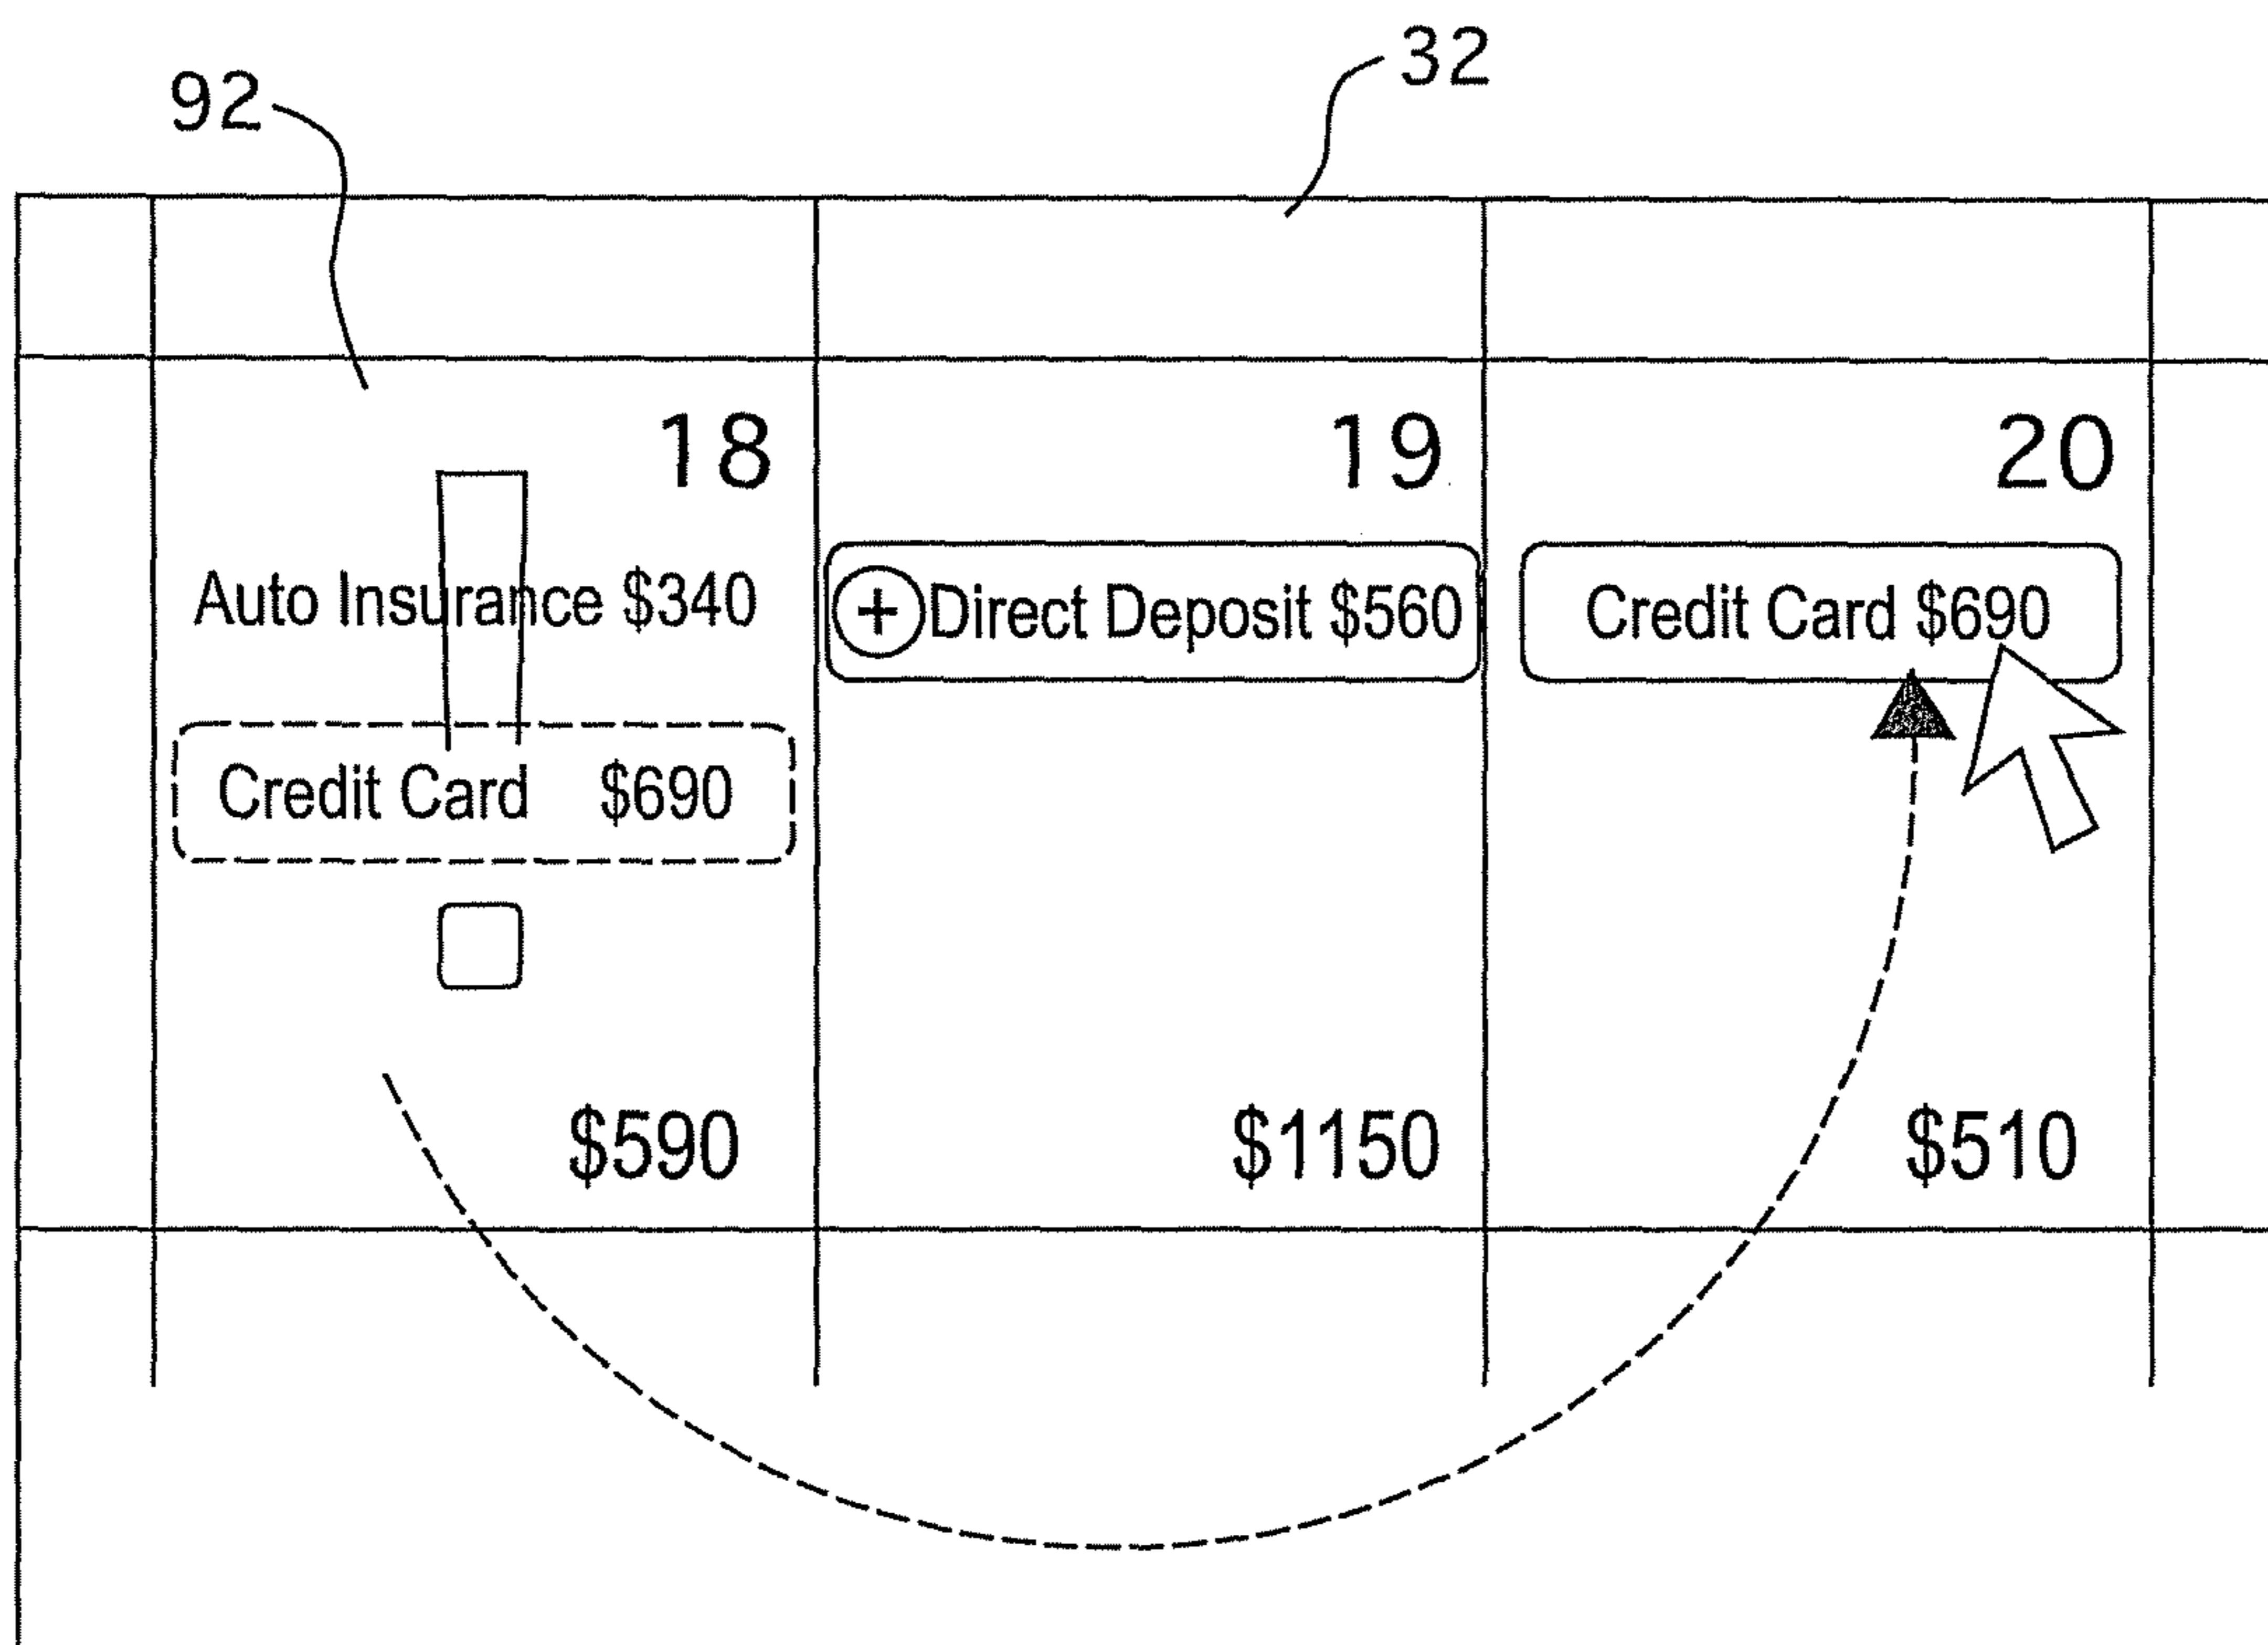 92
32
18
19
20
Auto Insurance $340
+ Direct Deposit $560
Credit Card $690
Credit Card $690
$590
$1150
$510